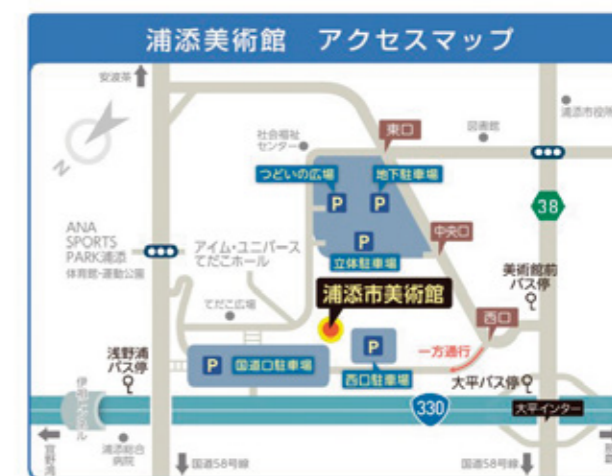 浦添美術館 アクセスマップ
安波茶
浦添市役所
東口
図書館
社会福祉
センター
つどいの広場
地下駐車場
P
P
38
ANA
SPORTS
PARK浦添
体育館・運動公園
N
アイム・ユニバース
てだこホール
P
立体駐車場
中央口
美術館前
バス停
浦添市美術館
てだこ広場
西口
浅野浦
バス停
P
国道口駐車場
P
西口駐車場
一方通行
大平バス停
330
大平インター
宜野湾
浦添総合
病院
国道58号線
国道58号線